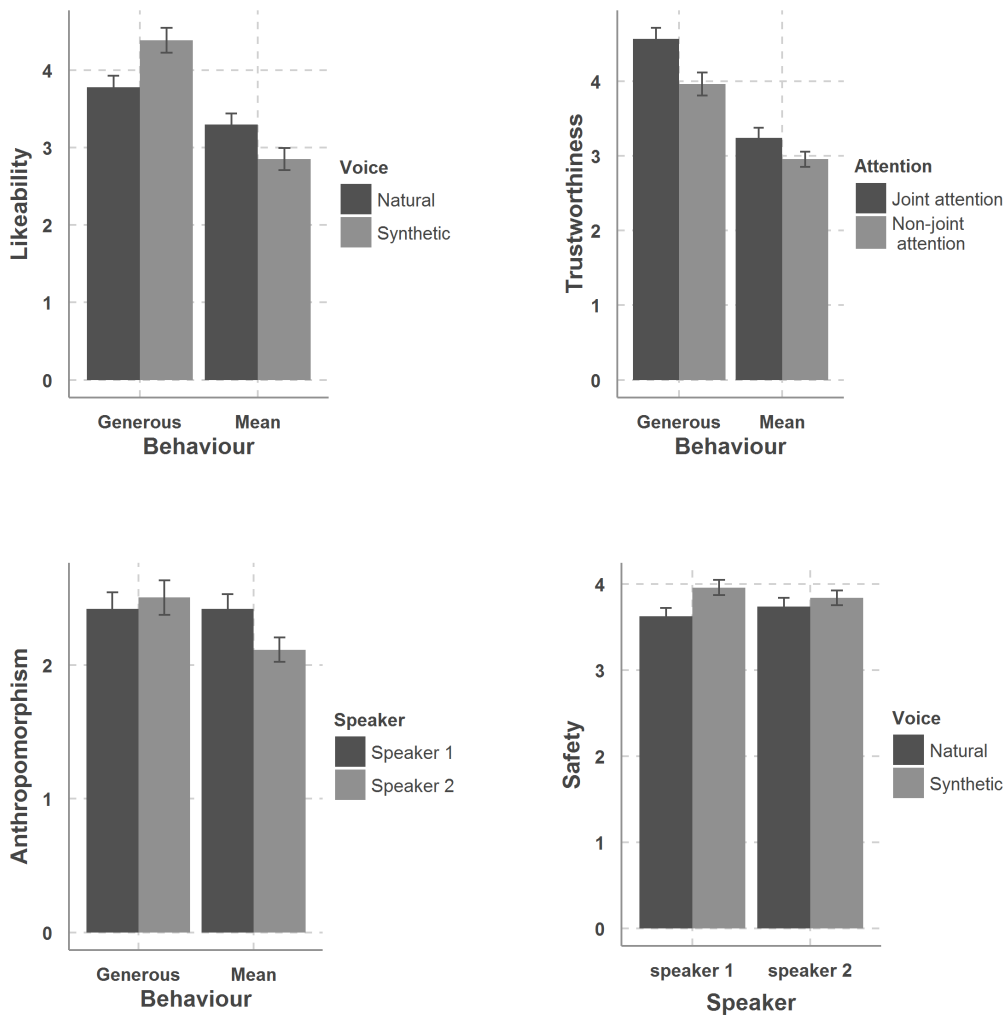 Likeability
4
3
2
1
0
Generous Mean
Behaviour
Voice
Natural
Synthetic
Trustworthiness
4
3
2
1
0
Generous Mean
Behaviour
Attention
Joint attention
Non-joint
attention
Anthropomorphism
2
1
0
Generous Mean
Behaviour
Speaker
Speaker 1
Speaker 2
Safety
4
3
2
1
0
speaker 1 speaker 2
Speaker
Voice
Natural
Synthetic